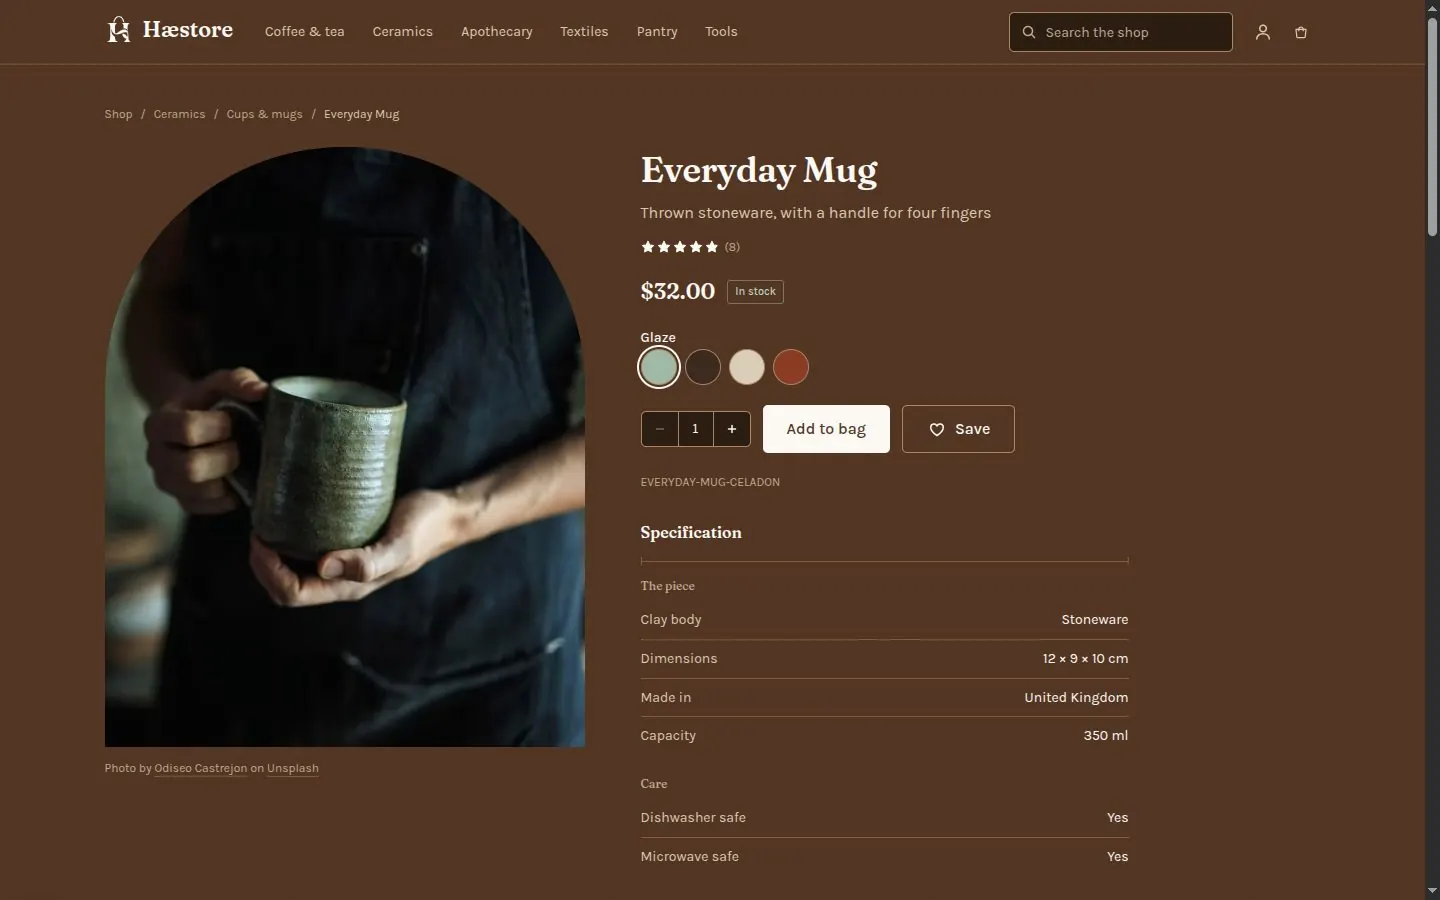 Hæstore
Coffee & tea
Ceramics
Apothecary
Textiles
Pantry
Tools
Search the shop
Shop / Ceramics / Cups & mugs / Everyday Mug
Everyday Mug
Thrown stoneware, with a handle for four fingers
(8)
$32.00
In stock
Glaze
− 1 +
Add to bag
Save
EVERYDAY-MUG-CELADON
Specification
The piece
Clay body Stoneware
Dimensions 12 × 9 × 10 cm
Made in United Kingdom
Capacity 350 ml
Care
Dishwasher safe Yes
Microwave safe Yes
Photo by Odiseo Castrejon on Unsplash